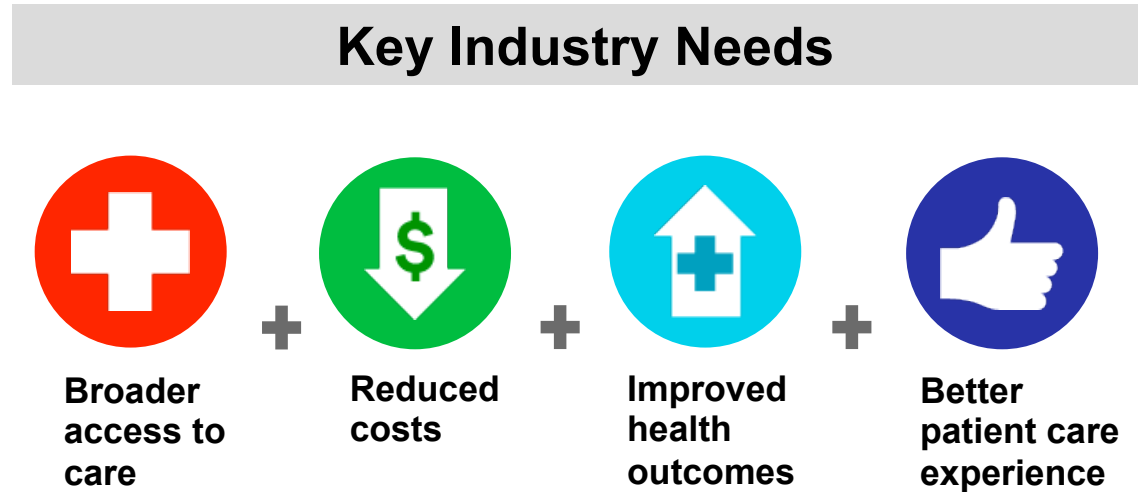 Key Industry Needs
$
Broader
access to
care
Reduced
costs
Improved
health
outcomes
Better
patient care
experience